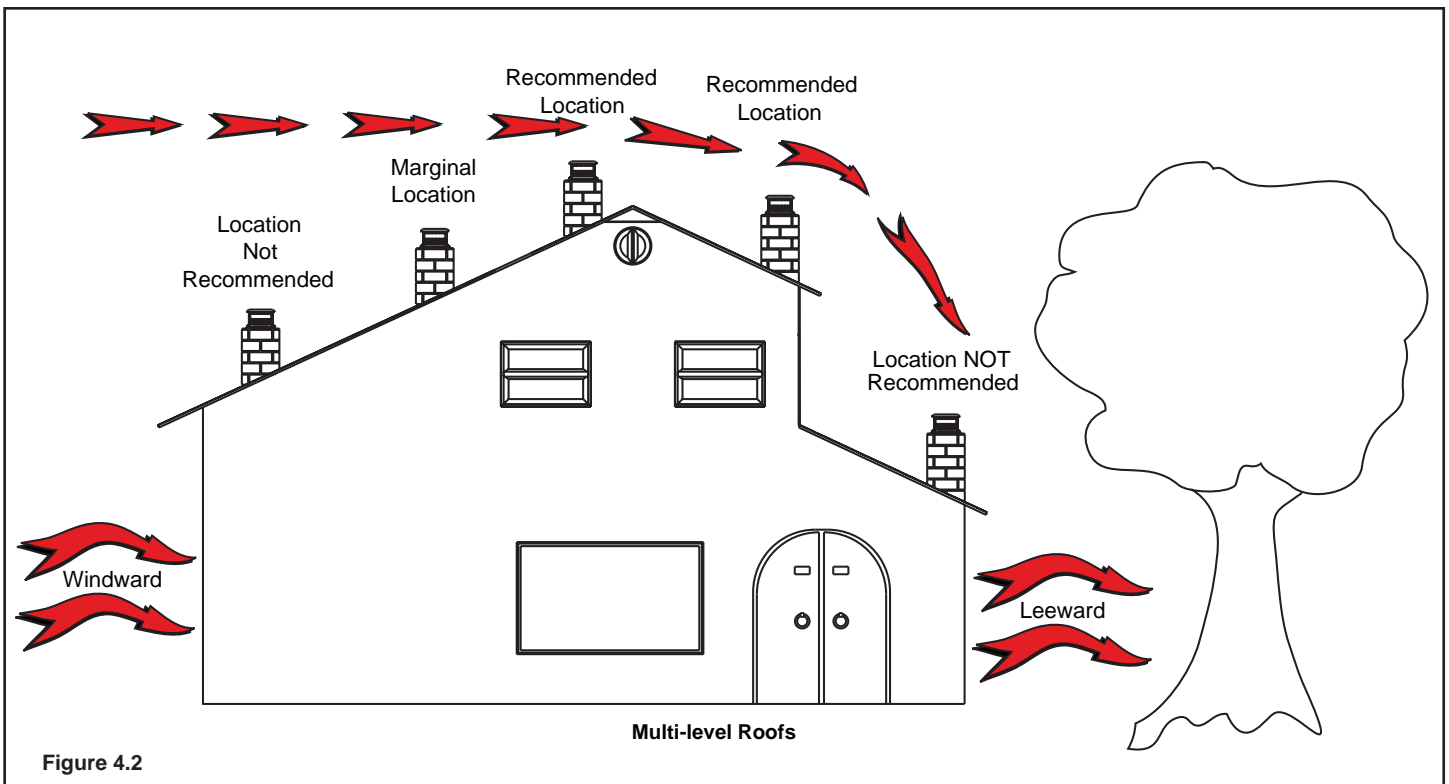 Recommended
Location
Recommended
Location
Marginal
Location
Location
Not
Recommended
Location NOT
Recommended
Windward
Leeward
Multi-level Roofs
Figure 4.2